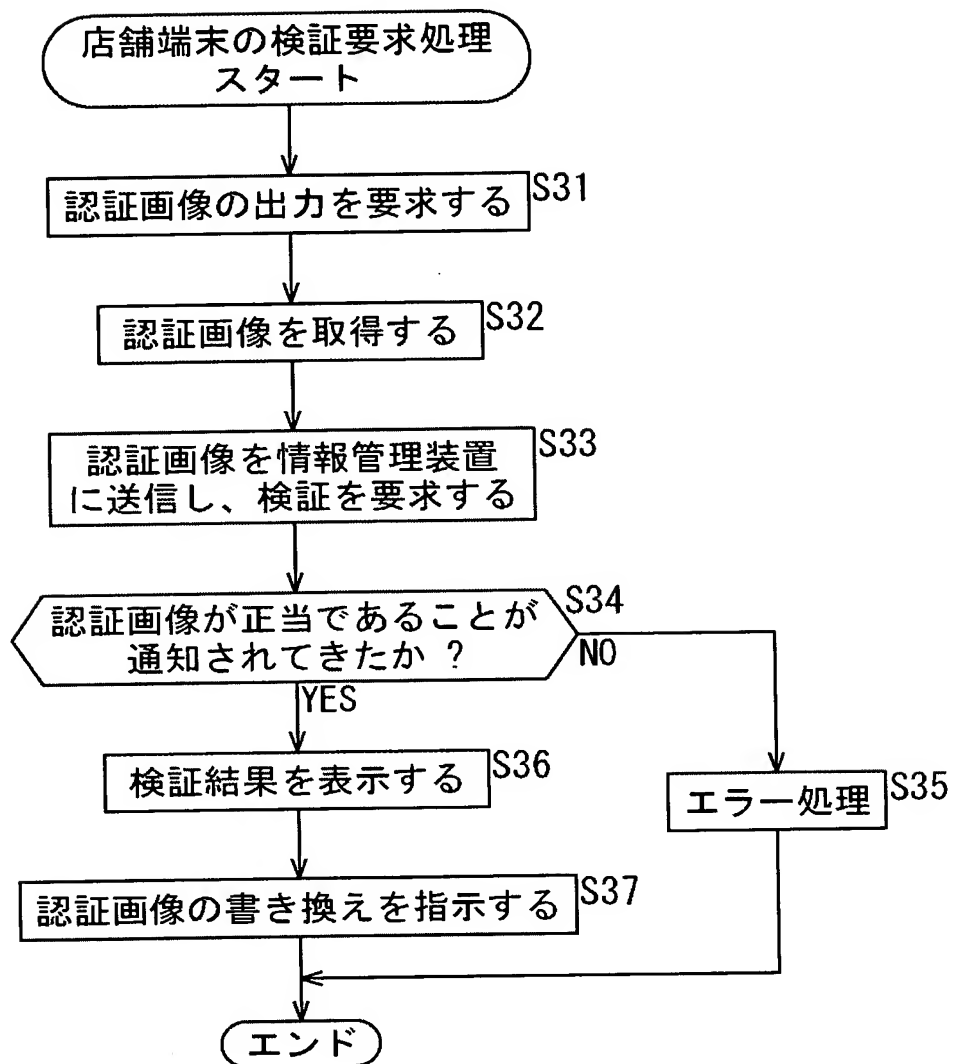 店舗端末の検証要求処理
スタート
認証画像の出力を要求する
S31
認証画像を取得する
S32
認証画像を情報管理装置
に送信し、検証を要求する
S33
認証画像が正当であることが
通知されてきたか ?
S34
NO
YES
検証結果を表示する
S36
エラー処理
S35
認証画像の書き換えを指示する
S37
エンド